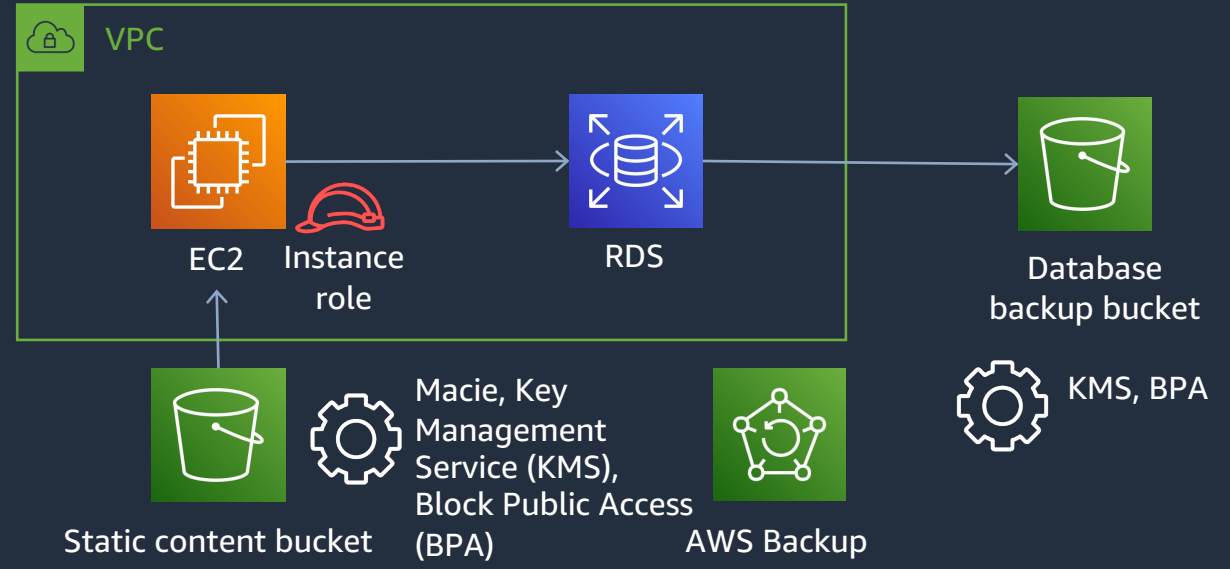 VPC
EC2
Instance
role
RDS
Database
backup bucket
Static content bucket
Macie, Key
Management
Service (KMS),
Block Public Access
(BPA)
AWS Backup
KMS, BPA